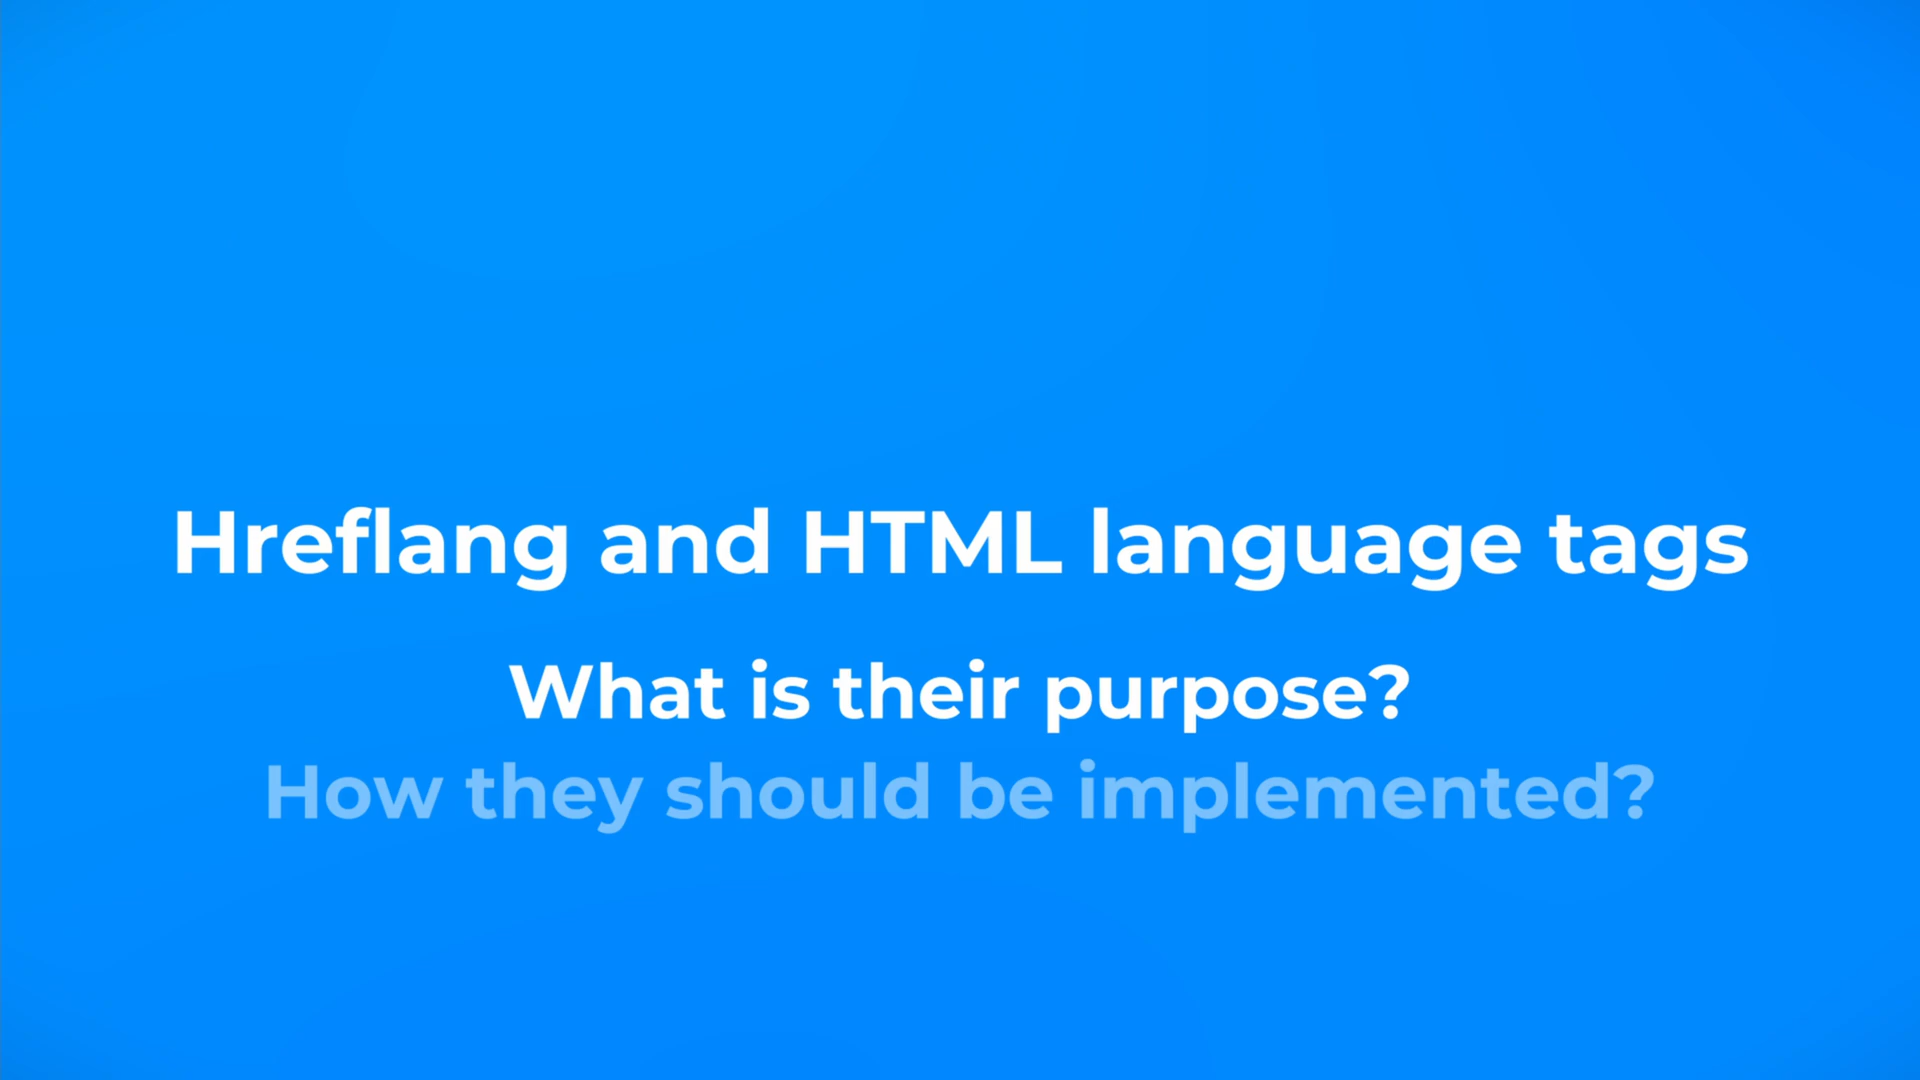 Hreflang and HTML language tags
What is their purpose?
How they should be implemented?